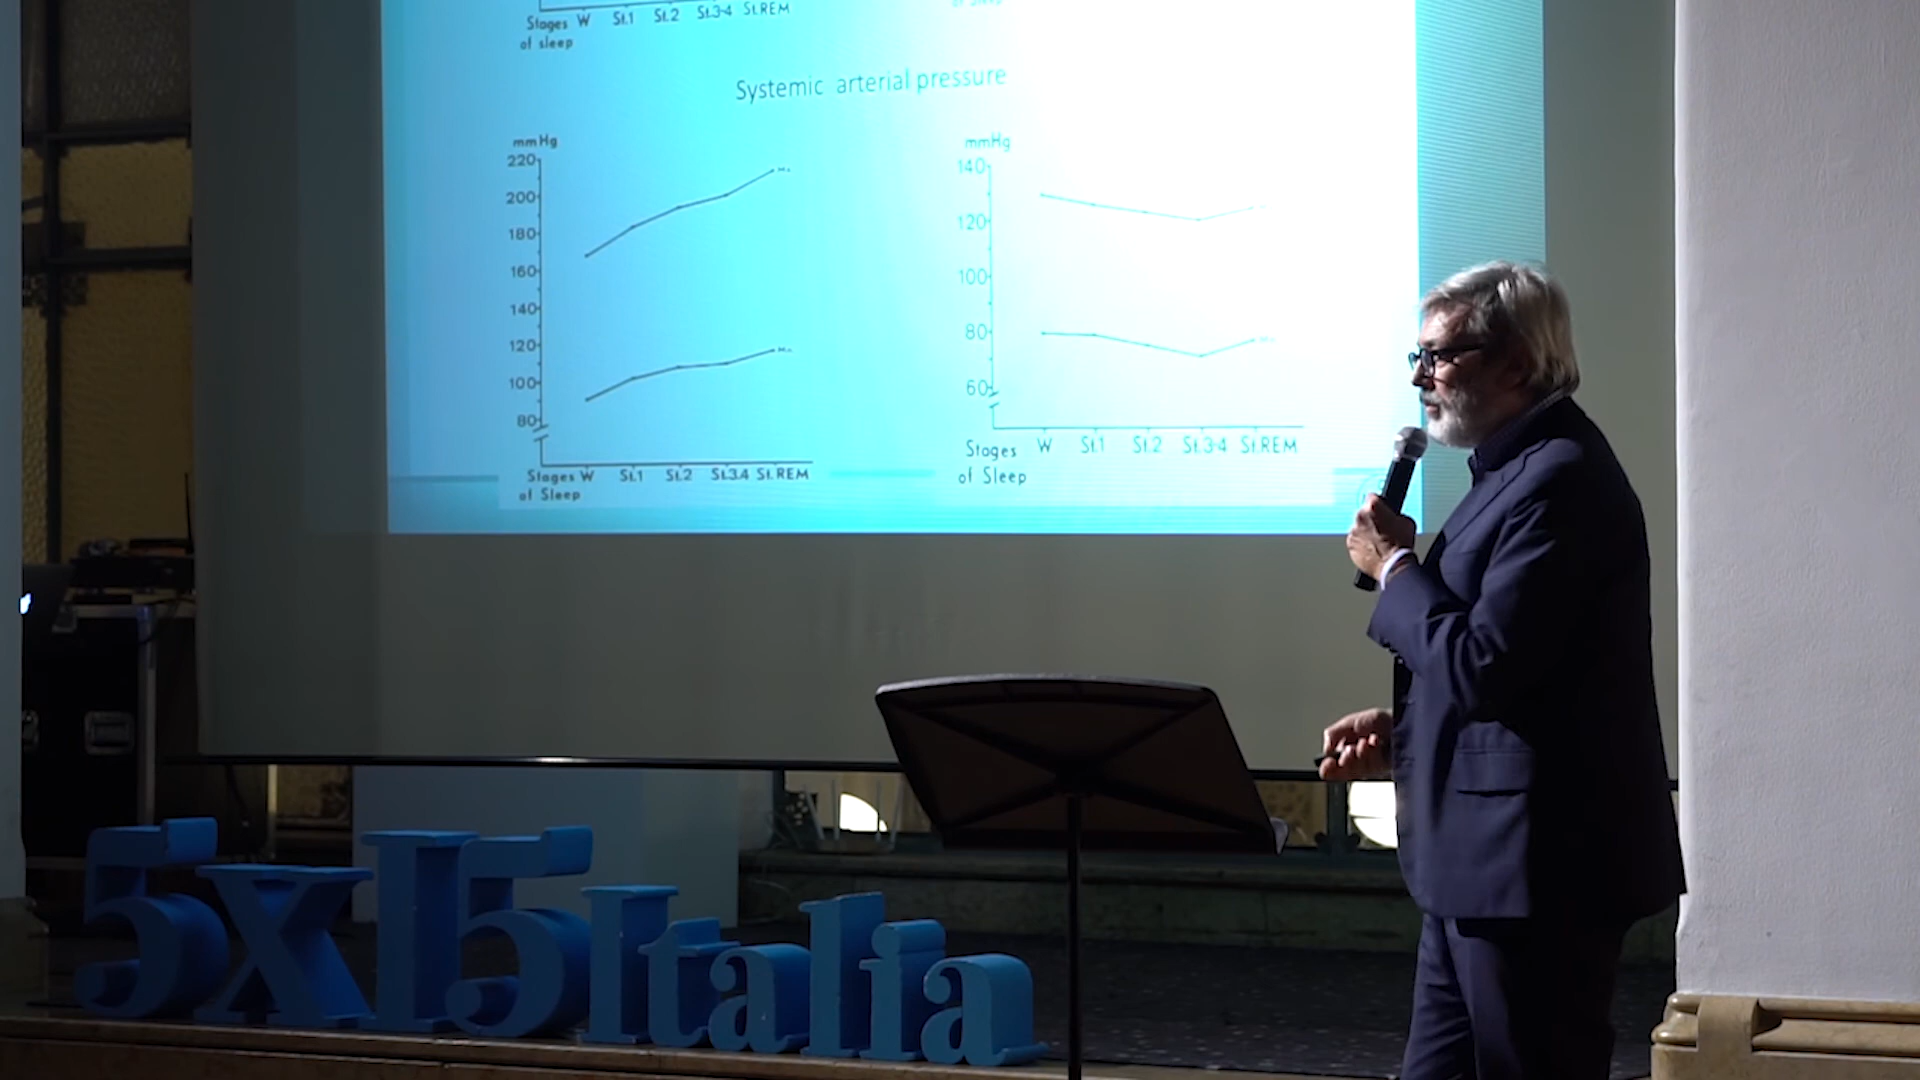 Stages W St.1 St.2 St.3-4 St.REM
of sleep
of Sleep
Systemic arterial pressure
mmHg
220
200
180
160
140
120
100
80
Stages W St.1 St.2 St.3.4 St.REM
of Sleep
mmHg
140
120
100
80
60
Stages W St.1 St.2 St.3-4 St.REM
of Sleep
5x15Italia